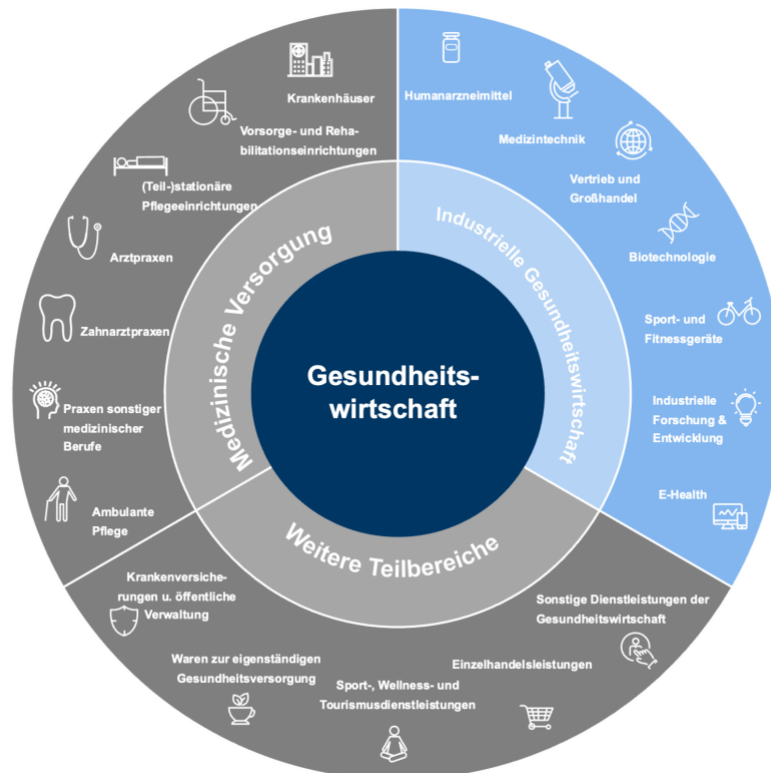 Gesundheits-
wirtschaft
Medizinische Versorgung
Krankenhäuser
Vorsorge- und Reha-
bilitationseinrichtungen
(Teil-)stationäre
Pflegeeinrichtungen
Arztpraxen
Zahnarztpraxen
Praxen sonstiger
medizinischer
Berufe
Ambulante
Pflege
Industrielle Gesundheitswirtschaft
Humanarzneimittel
Medizintechnik
Vertrieb und
Großhandel
Biotechnologie
Sport- und
Fitnessgeräte
Industrielle
Forschung &
Entwicklung
E-Health
Weitere Teilbereiche
Krankenversiche-
rungen u. öffentliche
Verwaltung
Waren zur eigenständigen
Gesundheitsversorgung
Sport-, Wellness- und
Tourismusdienstleistungen
Einzelhandelsleistungen
Sonstige Dienstleistungen der
Gesundheitswirtschaft